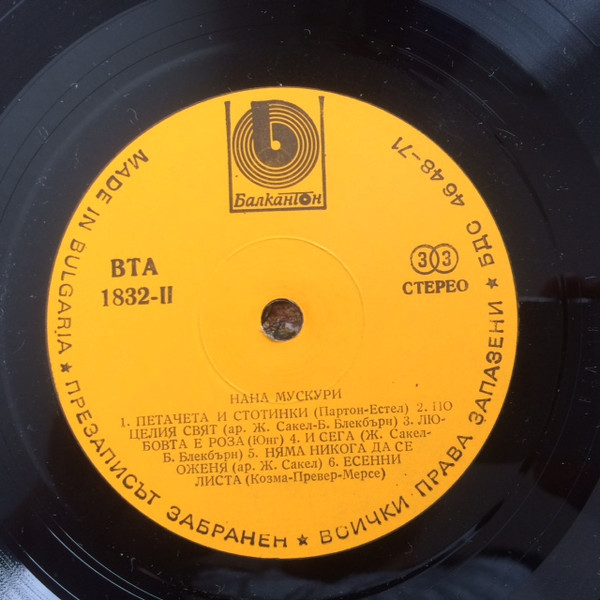 Балкантон
MADE IN BULGARIA ★ ПРЕЗАПИСЪТ ЗАБРАНЕН ★ ВСИЧКИ ПРАВА ЗАПАЗЕНИ ★ БДС 4648-71
ВТА
1832-II
33
СТЕРЕО
НАНА МУСКУРИ
1. ПЕТАЧЕТА И СТОТИНКИ (Партон-Естел) 2. ПО
ЦЕЛИЯ СВЯТ (ар. Ж. Сакел-Б. Блекбърн) 3. ЛЮ-
БОВТА Е РОЗА (Юнг) 4. И СЕГА (Ж. Сакел-
Б. Блекбърн) 5. НЯМА НИКОГА ДА СЕ
ОЖЕНЯ (ар. Ж. Сакел) 6. ЕСЕННИ
ЛИСТА (Козма-Превер-Мерсе)